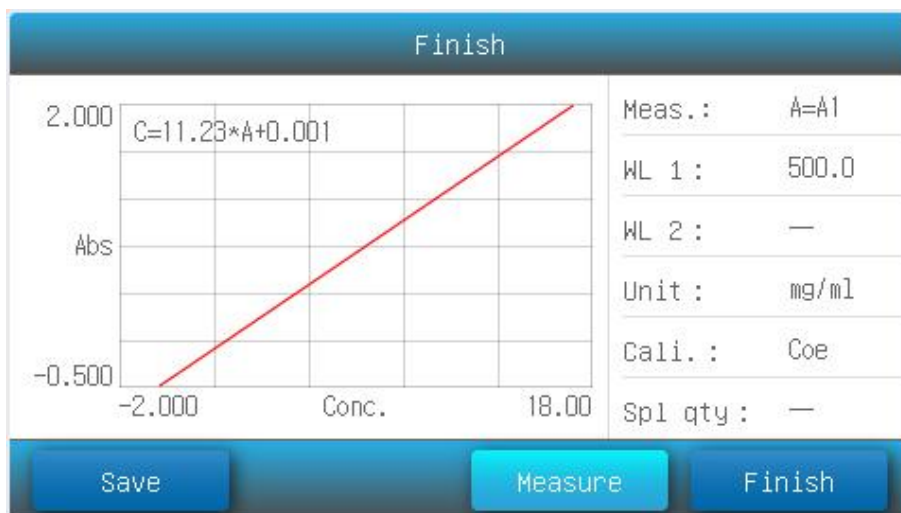 Finish
2.000
C=11.23*A+0.001
Abs
-0.500
-2.000 Conc. 18.00
Meas.: A=A1
WL 1: 500.0
WL 2: —
Unit: mg/ml
Cali.: Coe
Spl qty: —
Save Measure Finish